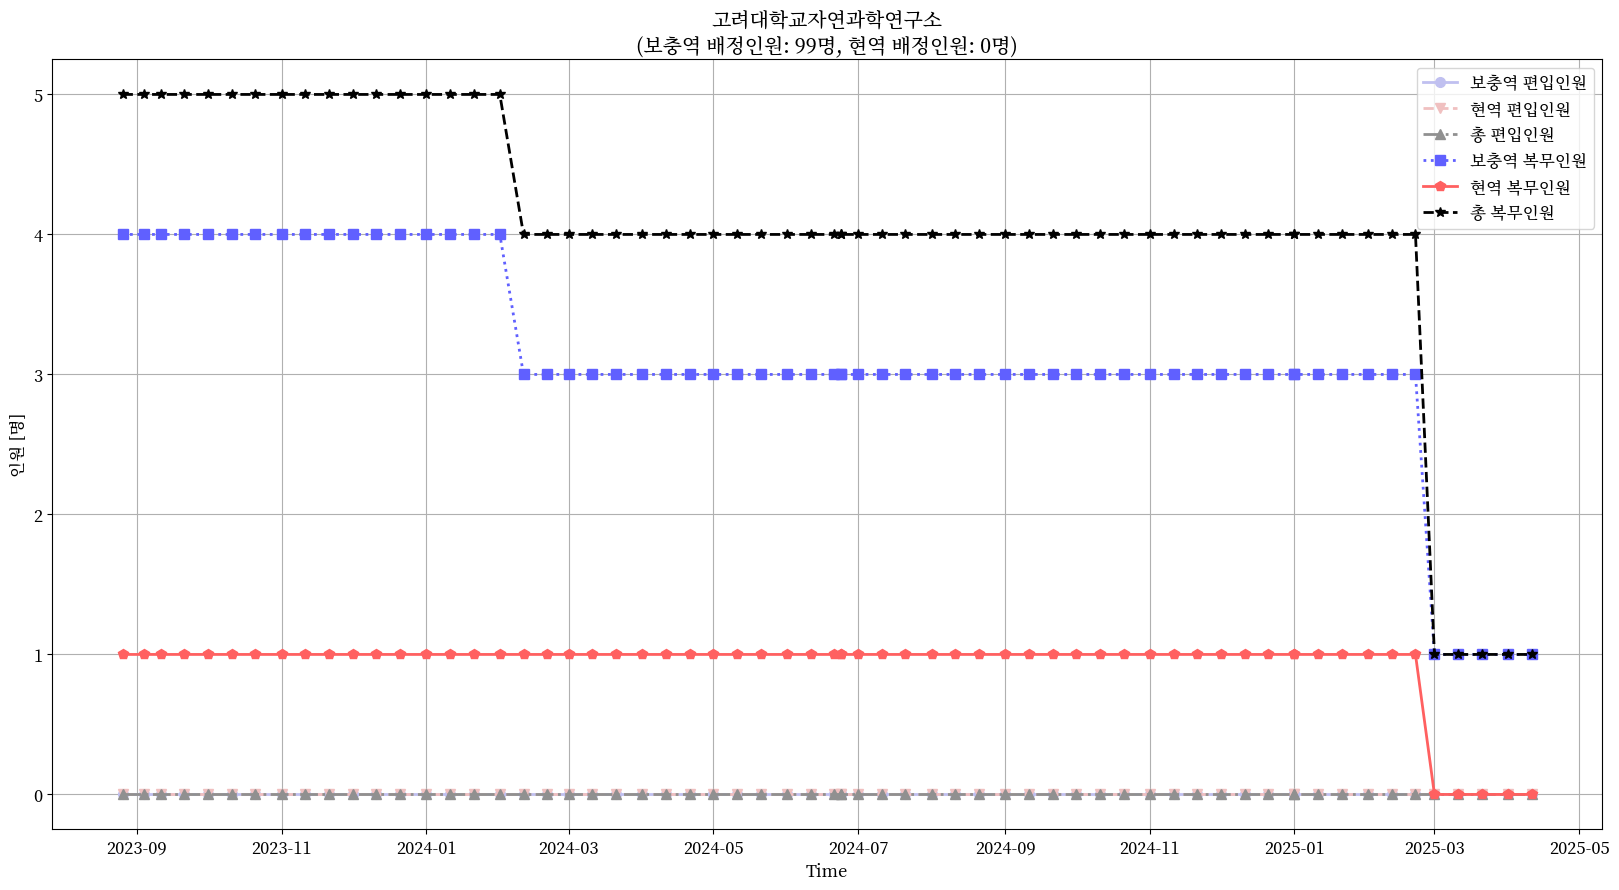 고려대학교자연과학연구소
(보충역 배정인원: 99명, 현역 배정인원: 0명)
보충역 편입인원
현역 편입인원
총 편입인원
보충역 복무인원
현역 복무인원
총 복무인원
인원 [명]
5
4
3
2
1
0
2023-09 2023-11 2024-01 2024-03 2024-05 2024-07 2024-09 2024-11 2025-01 2025-03 2025-05
Time